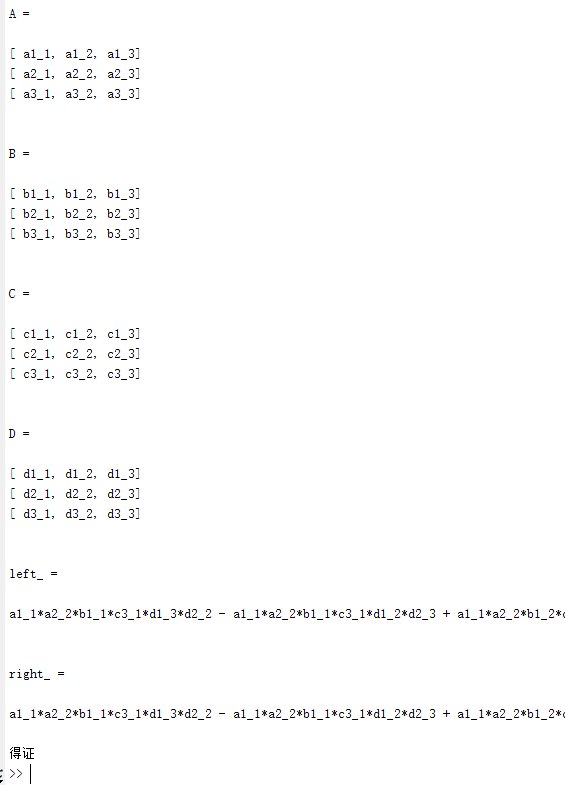 A =
[ a1_1, a1_2, a1_3]
[ a2_1, a2_2, a2_3]
[ a3_1, a3_2, a3_3]
B =
[ b1_1, b1_2, b1_3]
[ b2_1, b2_2, b2_3]
[ b3_1, b3_2, b3_3]
C =
[ c1_1, c1_2, c1_3]
[ c2_1, c2_2, c2_3]
[ c3_1, c3_2, c3_3]
D =
[ d1_1, d1_2, d1_3]
[ d2_1, d2_2, d2_3]
[ d3_1, d3_2, d3_3]
left_ =
a1_1*a2_2*b1_1*c3_1*d1_3*d2_2 - a1_1*a2_2*b1_1*c3_1*d1_2*d2_3 + a1_1*a2_2*b1_2*
right_ =
a1_1*a2_2*b1_1*c3_1*d1_3*d2_2 - a1_1*a2_2*b1_1*c3_1*d1_2*d2_3 + a1_1*a2_2*b1_2*
得证
>>